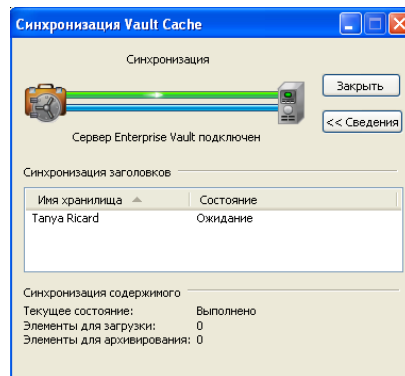 Синхронизация Vault Cache
Синхронизация
Закрыть
Сервер Enterprise Vault подключен
<< Сведения
Синхронизация заголовков
Имя хранилища Состояние
Tanya Ricard Ожидание
Синхронизация содержимого
Текущее состояние: Выполнено
Элементы для загрузки: 0
Элементы для архивирования: 0